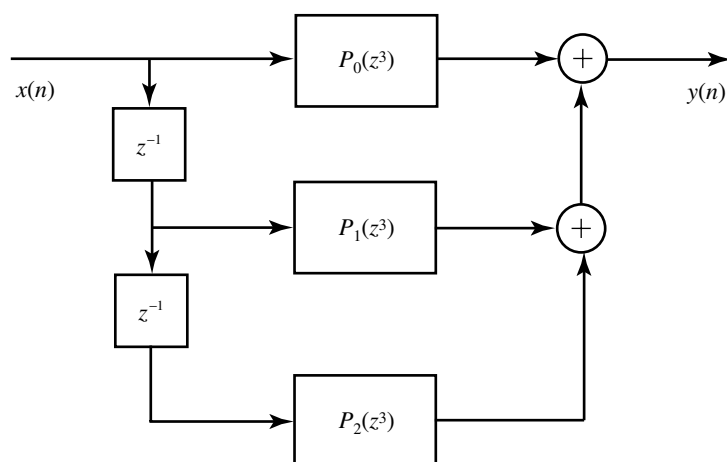 P₀(z³)
+
x(n)
y(n)
z⁻¹
P₁(z³)
+
z⁻¹
P₂(z³)